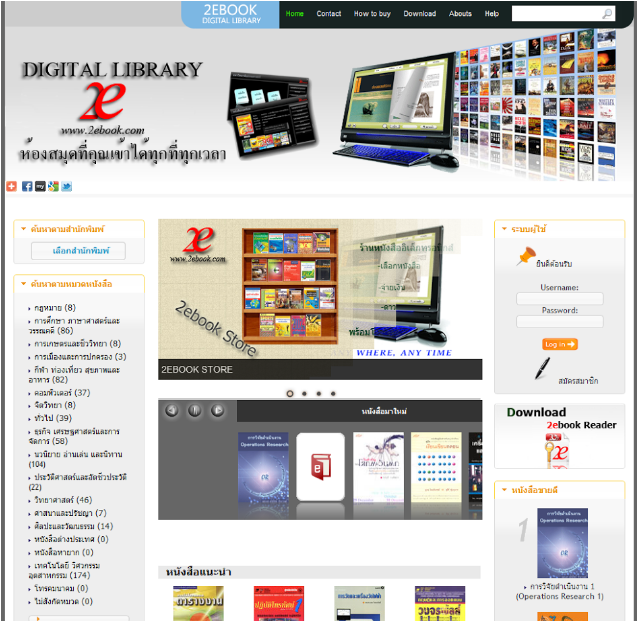 2EBOOK
DIGITAL LIBRARY
Home Contact How to buy Download Abouts Help
DIGITAL LIBRARY
2e
www.2ebook.com
ห้องสมุดที่คุณเข้าได้ทุกที่ทุกเวลา
ค้นหาตามสำนักพิมพ์
เลือกสำนักพิมพ์
ค้นหาตามหมวดหนังสือ
กฎหมาย (8)
การศึกษา ภาษาศาสตร์และ
วรรณคดี (86)
การเกษตรและชีววิทยา (8)
การเมืองและการปกครอง (3)
กีฬา ท่องเที่ยว สุขภาพและ
อาหาร (82)
คอมพิวเตอร์ (37)
จิตวิทยา (8)
ทั่วไป (39)
ธุรกิจ เศรษฐศาสตร์และการ
จัดการ (58)
นวนิยาย อ่านเล่น และนิทาน
(104)
ประวัติศาสตร์และอัตชีวประวัติ
(22)
วิทยาศาสตร์ (46)
ศาสนาและปรัชญา (7)
ศิลปะและวัฒนธรรม (14)
หนังสือต่างประเทศ (0)
หนังสือหายาก (0)
เทคโนโลยี วิศวกรรม
อุตสาหกรรม (174)
โทรคมนาคม (0)
ไม่สังกัดหมวด (0)
2e
www.2ebook.com
2ebook Store
ร้านหนังสืออิเล็กทรอนิกส์
-เลือกหนังสือ
-จ่ายเงิน
WHERE, ANY TIME
2EBOOK STORE
หนังสือมาใหม่
การวิจัยดำเนินงาน
Operations Research
หนังสือแนะนำ
ระบบผู้ใช้
ยินดีต้อนรับ
Username:
Password:
Log in
สมัครสมาชิก
Download
2ebook Reader
2e
หนังสือขายดี
1
การวิจัยดำเนินงาน
Operations Research
การวิจัยดำเนินงาน 1
(Operations Research 1)